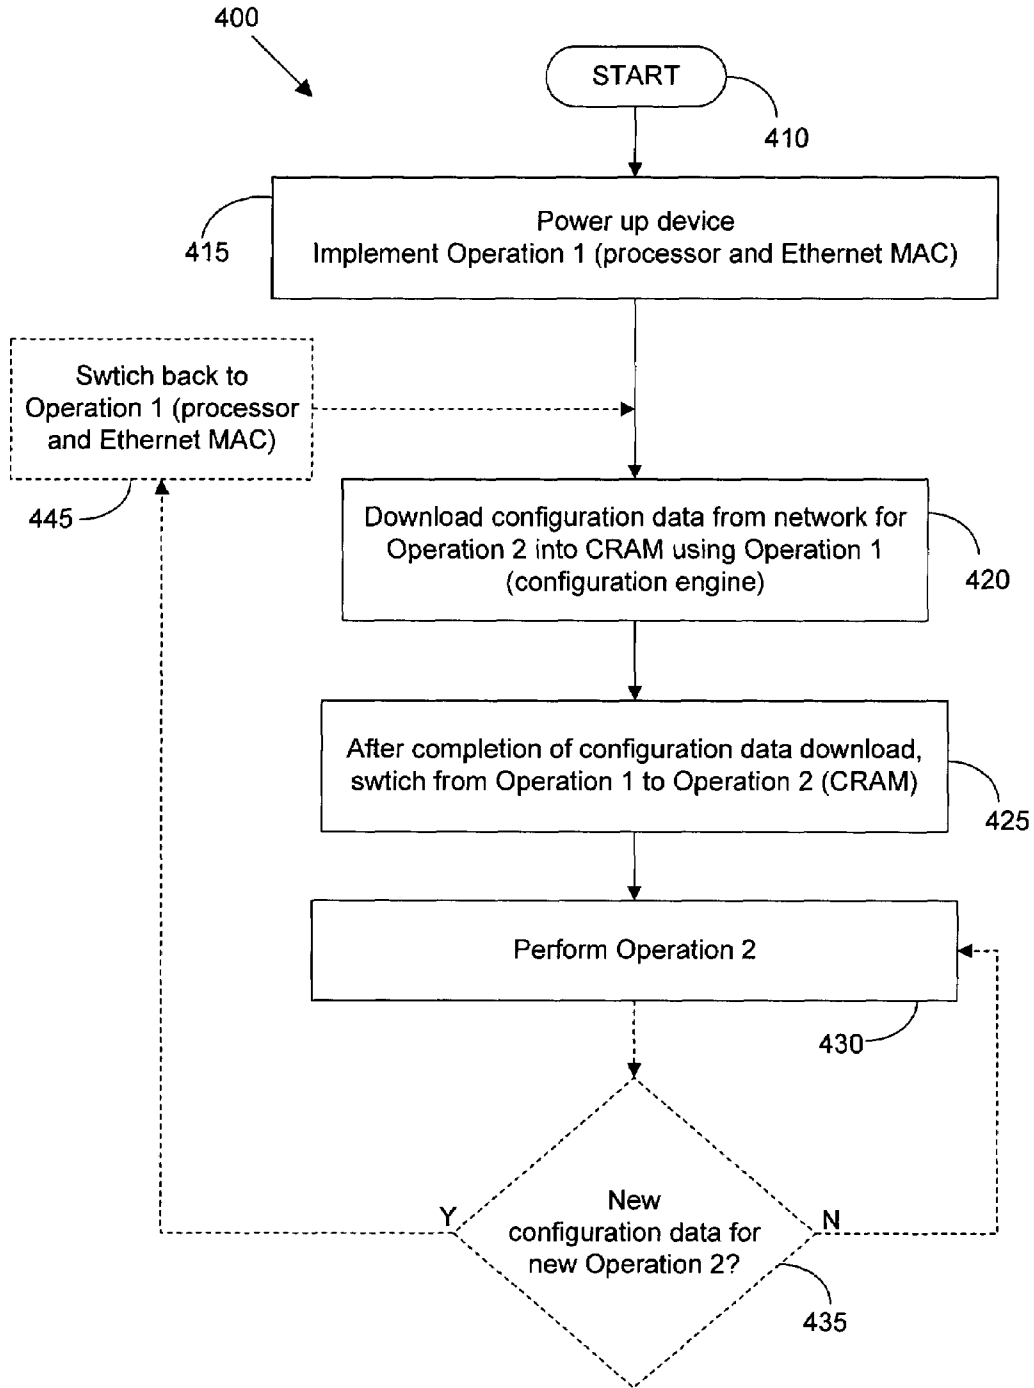 400
START
410
Power up device
Implement Operation 1 (processor and Ethernet MAC)
415
Swtich back to
Operation 1 (processor
and Ethernet MAC)
445
Download configuration data from network for
Operation 2 into CRAM using Operation 1
(configuration engine)
420
After completion of configuration data download,
swtich from Operation 1 to Operation 2 (CRAM)
425
Perform Operation 2
430
Y
New
configuration data for
new Operation 2?
N
435